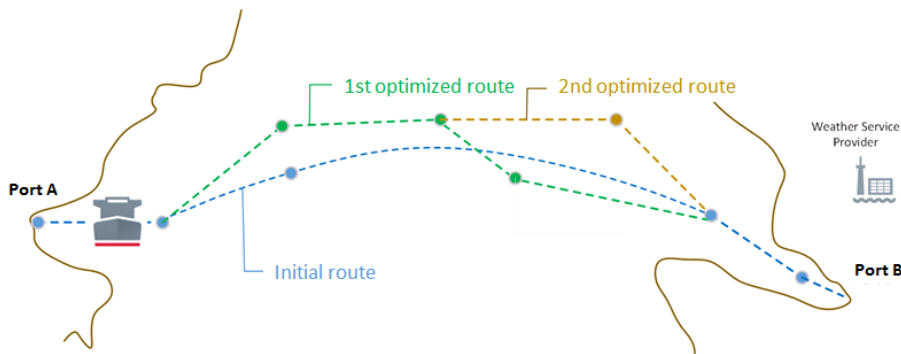 1st optimized route
2nd optimized route
Weather Service
Provider
Port A
Initial route
Port B